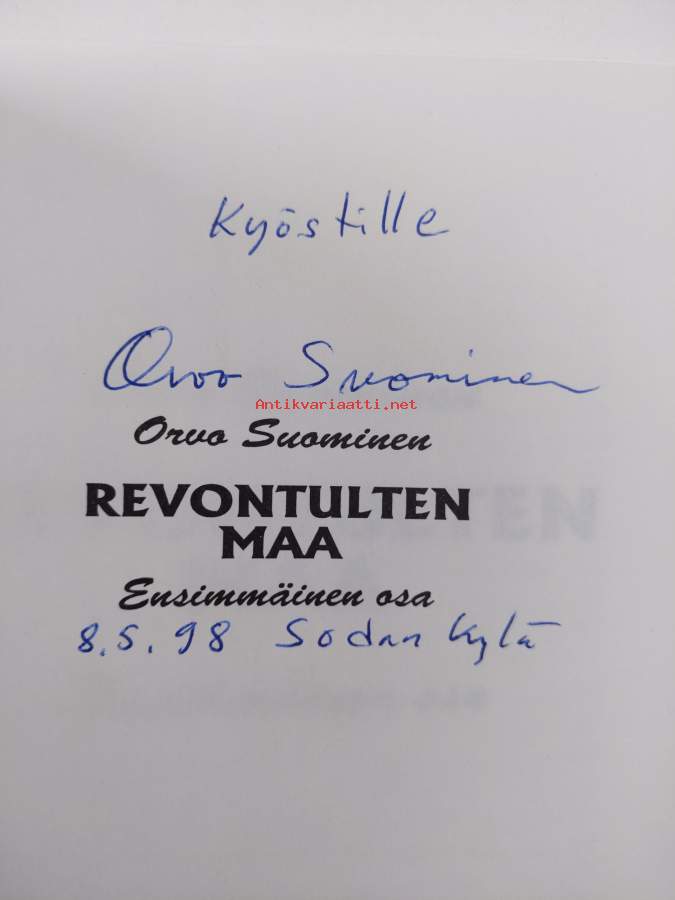 Kyöstille
Orvo Suominen
Antikvariaatti.net
Orvo Suominen
REVONTULTEN
MAA
Ensimmäinen osa
8.5.98 Sodankylä